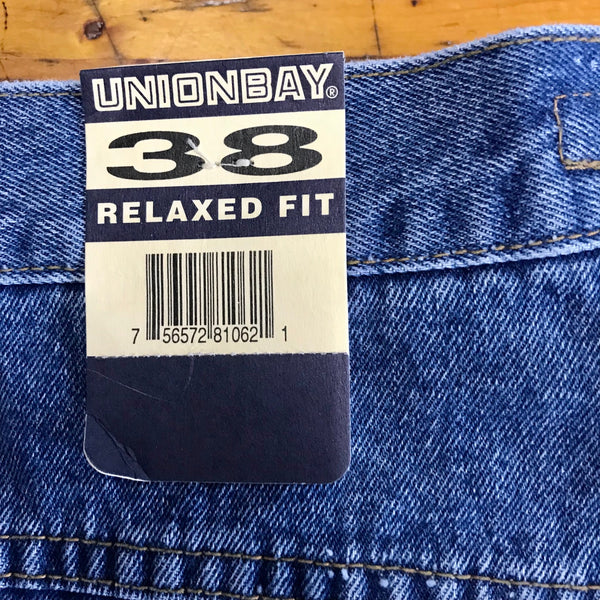 UNIONBAY®
38
RELAXED FIT
7 56572 81062 1